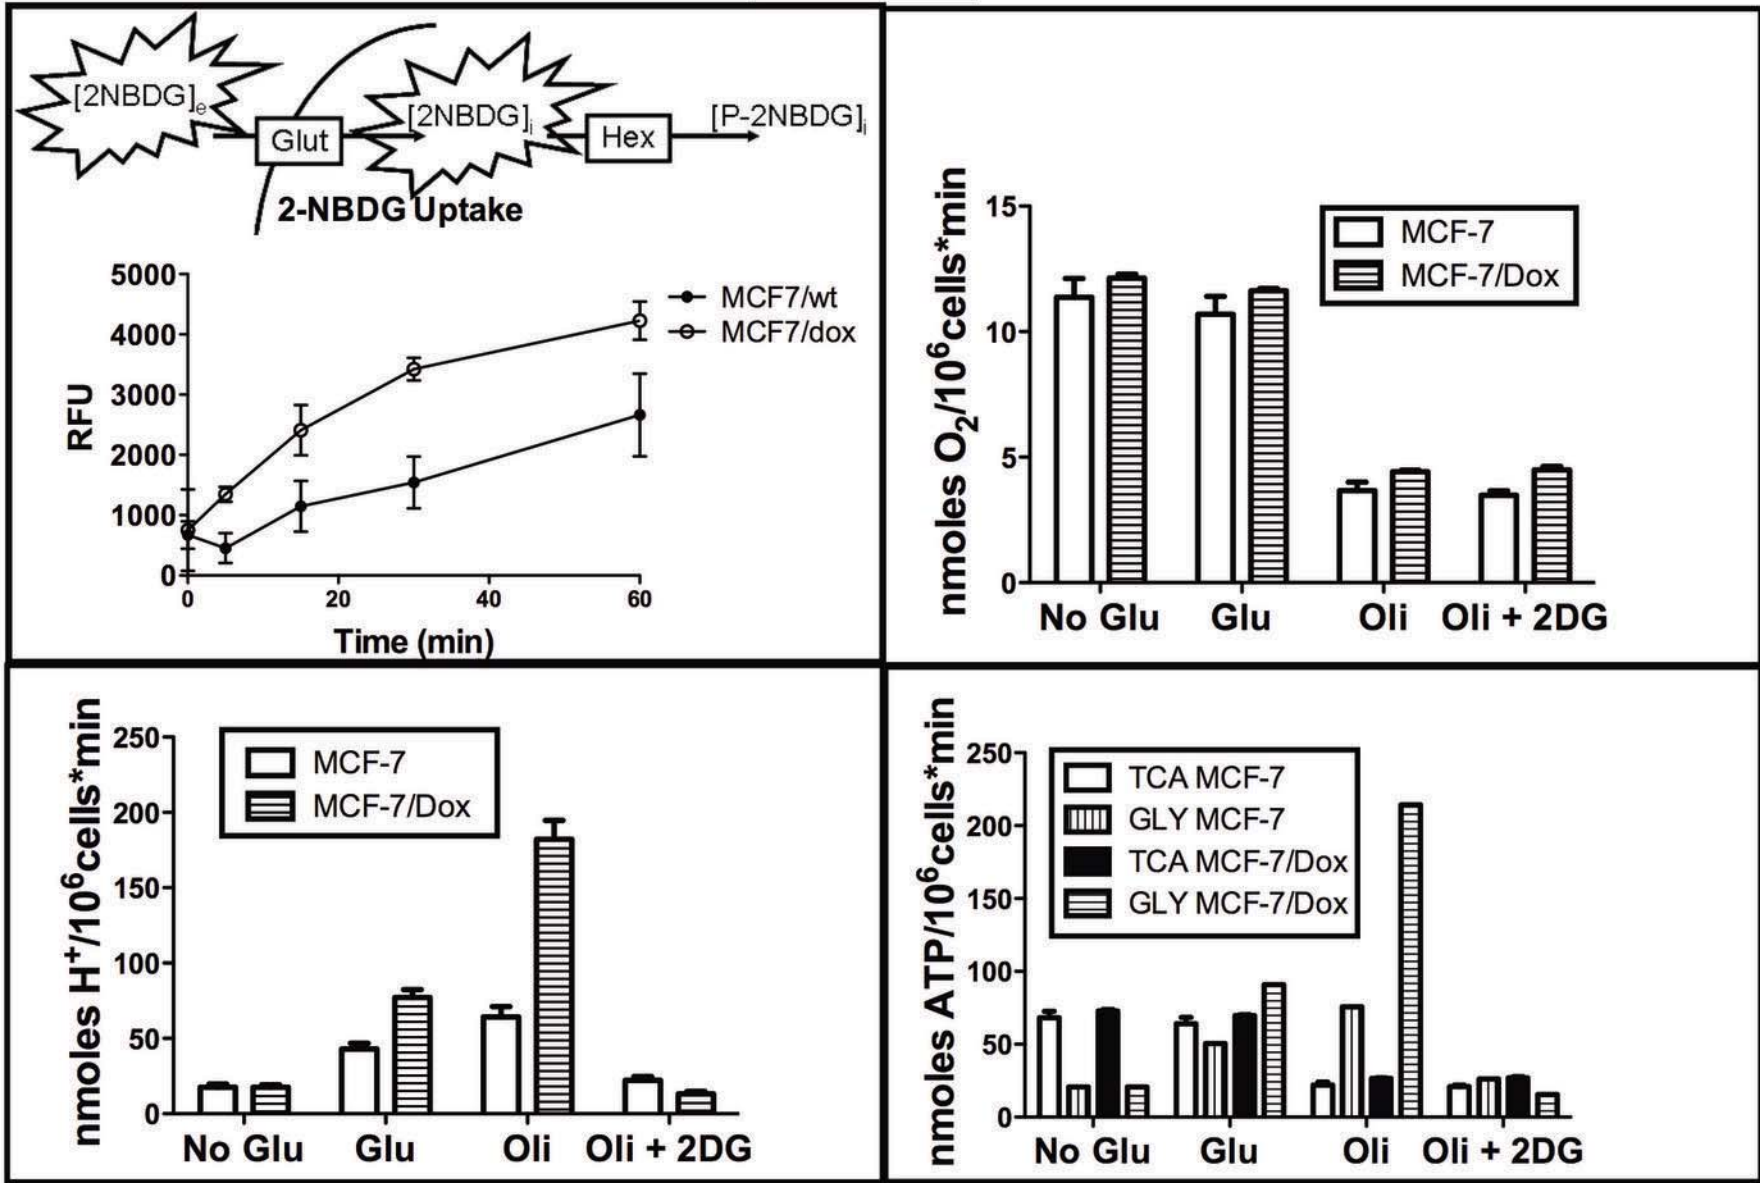 [2NBDG]e
Glut
[2NBDG]i
Hex
[P-2NBDG]i
2-NBDG Uptake
5000
4000
3000
2000
1000
0
RFU
0 20 40 60
Time (min)
MCF7/wt
MCF7/dox
nmoles O2/10^6cells*min
15
10
5
0
MCF-7
MCF-7/Dox
No Glu Glu Oli Oli + 2DG
nmoles H+/10^6cells*min
250
200
150
100
50
0
MCF-7
MCF-7/Dox
No Glu Glu Oli Oli + 2DG
nmoles ATP/10^6cells*min
250
200
150
100
50
0
TCA MCF-7
GLY MCF-7
TCA MCF-7/Dox
GLY MCF-7/Dox
No Glu Glu Oli Oli + 2DG